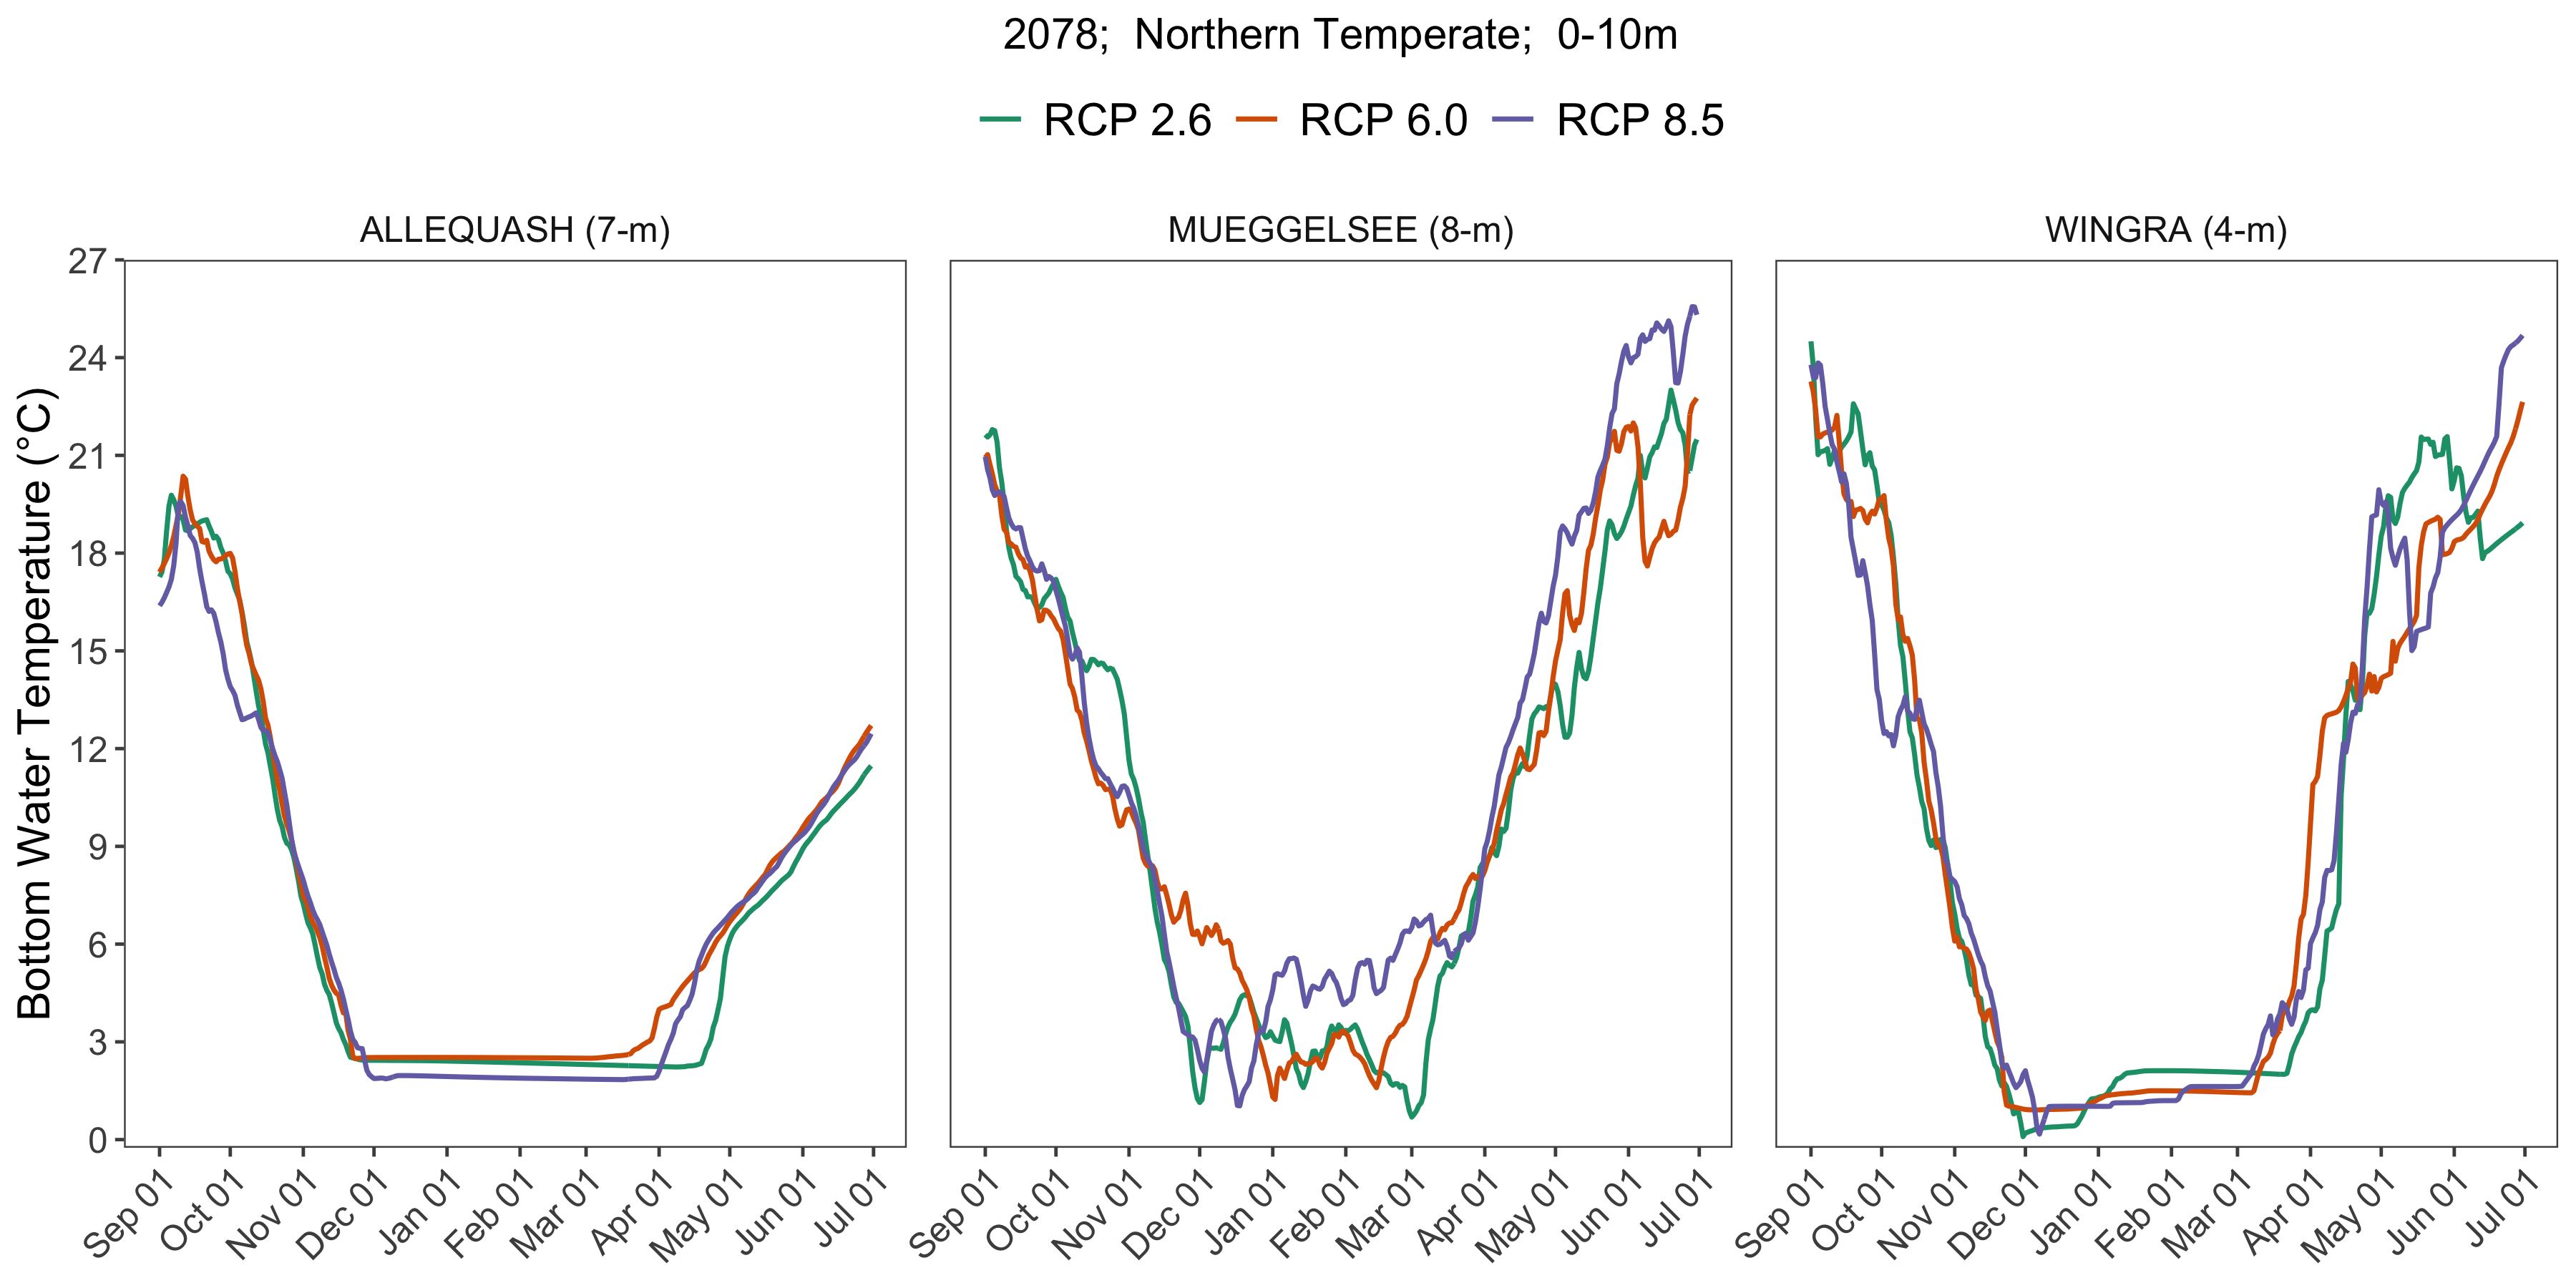 2078;  Northern Temperate;  0-10m
RCP 2.6 RCP 6.0 RCP 8.5
ALLEQUASH (7-m) MUEGGELSEE (8-m) WINGRA (4-m)
Bottom Water Temperature (°C)
27
24
21
18
15
12
9
6
3
0
Sep 01 Oct 01 Nov 01 Dec 01 Jan 01 Feb 01 Mar 01 Apr 01 May 01 Jun 01 Jul 01
Sep 01 Oct 01 Nov 01 Dec 01 Jan 01 Feb 01 Mar 01 Apr 01 May 01 Jun 01 Jul 01
Sep 01 Oct 01 Nov 01 Dec 01 Jan 01 Feb 01 Mar 01 Apr 01 May 01 Jun 01 Jul 01